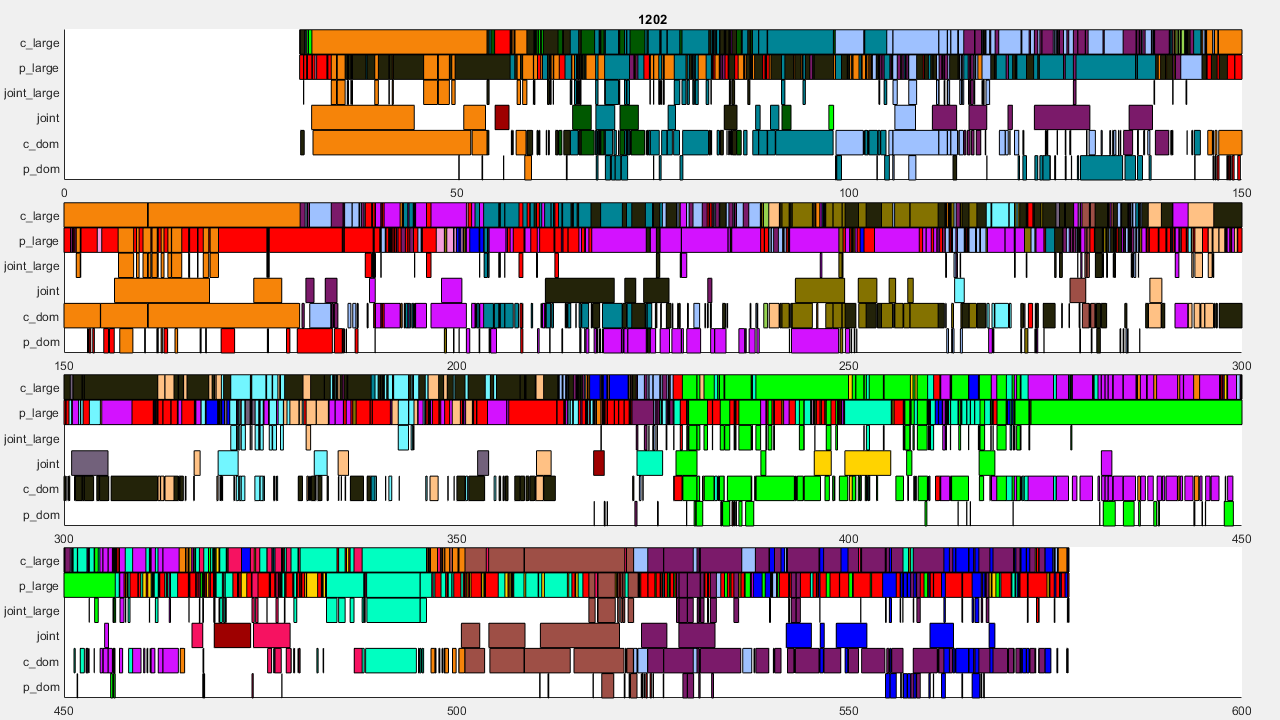 1202
c_large
p_large
joint_large
joint
c_dom
p_dom
0 50 100 150
c_large
p_large
joint_large
joint
c_dom
p_dom
150 200 250 300
c_large
p_large
joint_large
joint
c_dom
p_dom
300 350 400 450
c_large
p_large
joint_large
joint
c_dom
p_dom
450 500 550 600